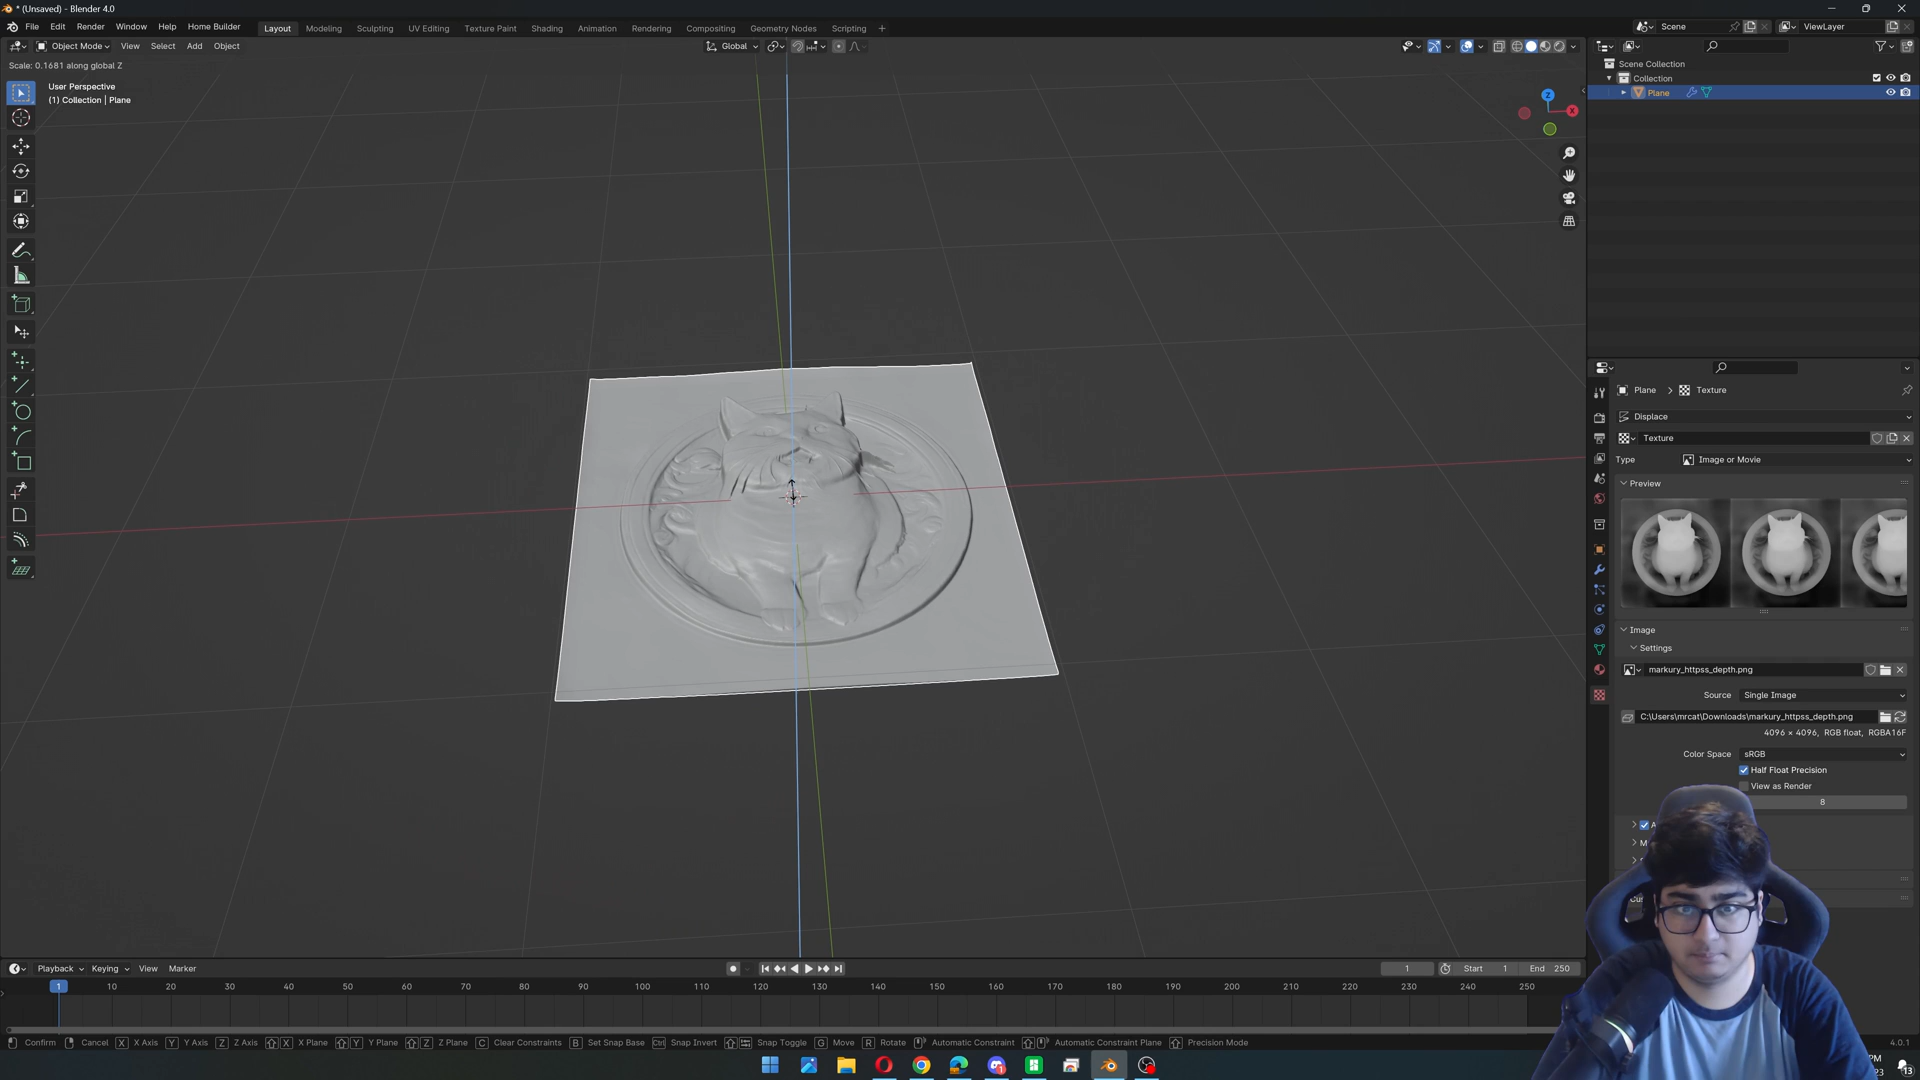 * (Unsaved) - Blender 4.0
File Edit Render Window Help Home Builder
Layout Modeling Sculpting UV Editing Texture Paint Shading Animation Rendering Compositing Geometry Nodes Scripting +
Scene
ViewLayer
Object Mode View Select Add Object
Global
Scale: 0.1681 along global Z
User Perspective
(1) Collection | Plane
Z
X
Scene Collection
Collection
Plane
Plane > Texture
Displace
Texture
Type Image or Movie
Preview
Image
Settings
markury_httpss_depth.png
Source Single Image
C:\Users\mrcat\Downloads\markury_httpss_depth.png
4096 × 4096, RGB float, RGBA16F
Color Space sRGB
Half Float Precision
View as Render
8
Playback Keying View Marker
1 Start 1 End 250
1 10 20 30 40 50 60 70 80 90 100 110 120 130 140 150 160 170 180 190 200 210 220 230 240 250
Confirm Cancel X X Axis Y Y Axis Z Z Axis X X Plane Y Y Plane Z Z Plane C Clear Constraints B Set Snap Base Ctrl Snap Invert Snap Toggle G Move R Rotate Automatic Constraint Automatic Constraint Plane Precision Mode
4.0.1
13